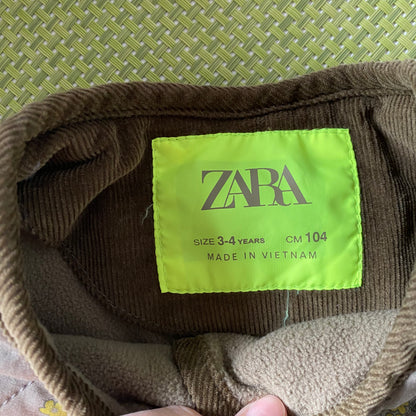 ZARA
SIZE 3-4 YEARS CM 104
MADE IN VIETNAM